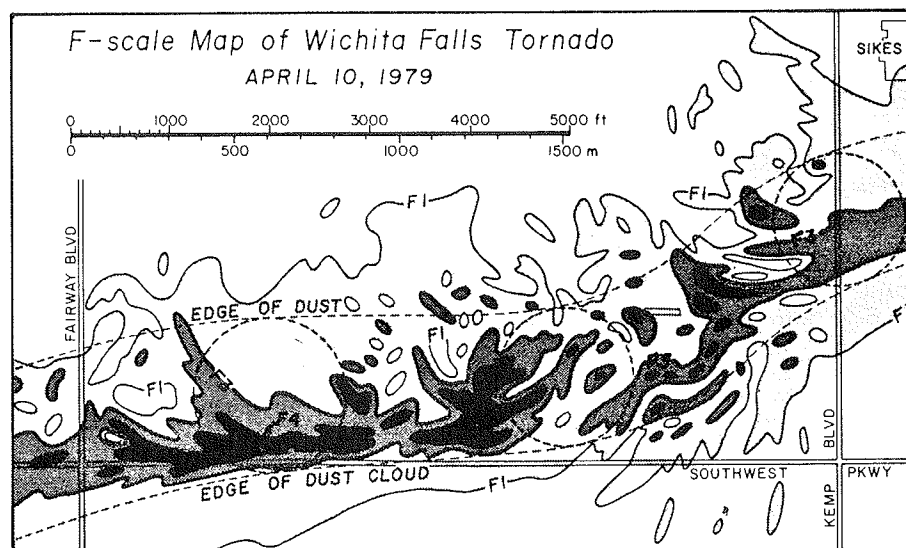 F-scale Map of Wichita Falls Tornado
APRIL 10, 1979
SIKES
0 1000 2000 3000 4000 5000 ft
0 500 1000 1500 m
FAIRWAY BLVD
F1
F1
F3
EDGE OF DUST
F1
F3
F1
F4
F
EDGE OF DUST CLOUD
F1
SOUTHWEST PKWY
KEMP BLVD